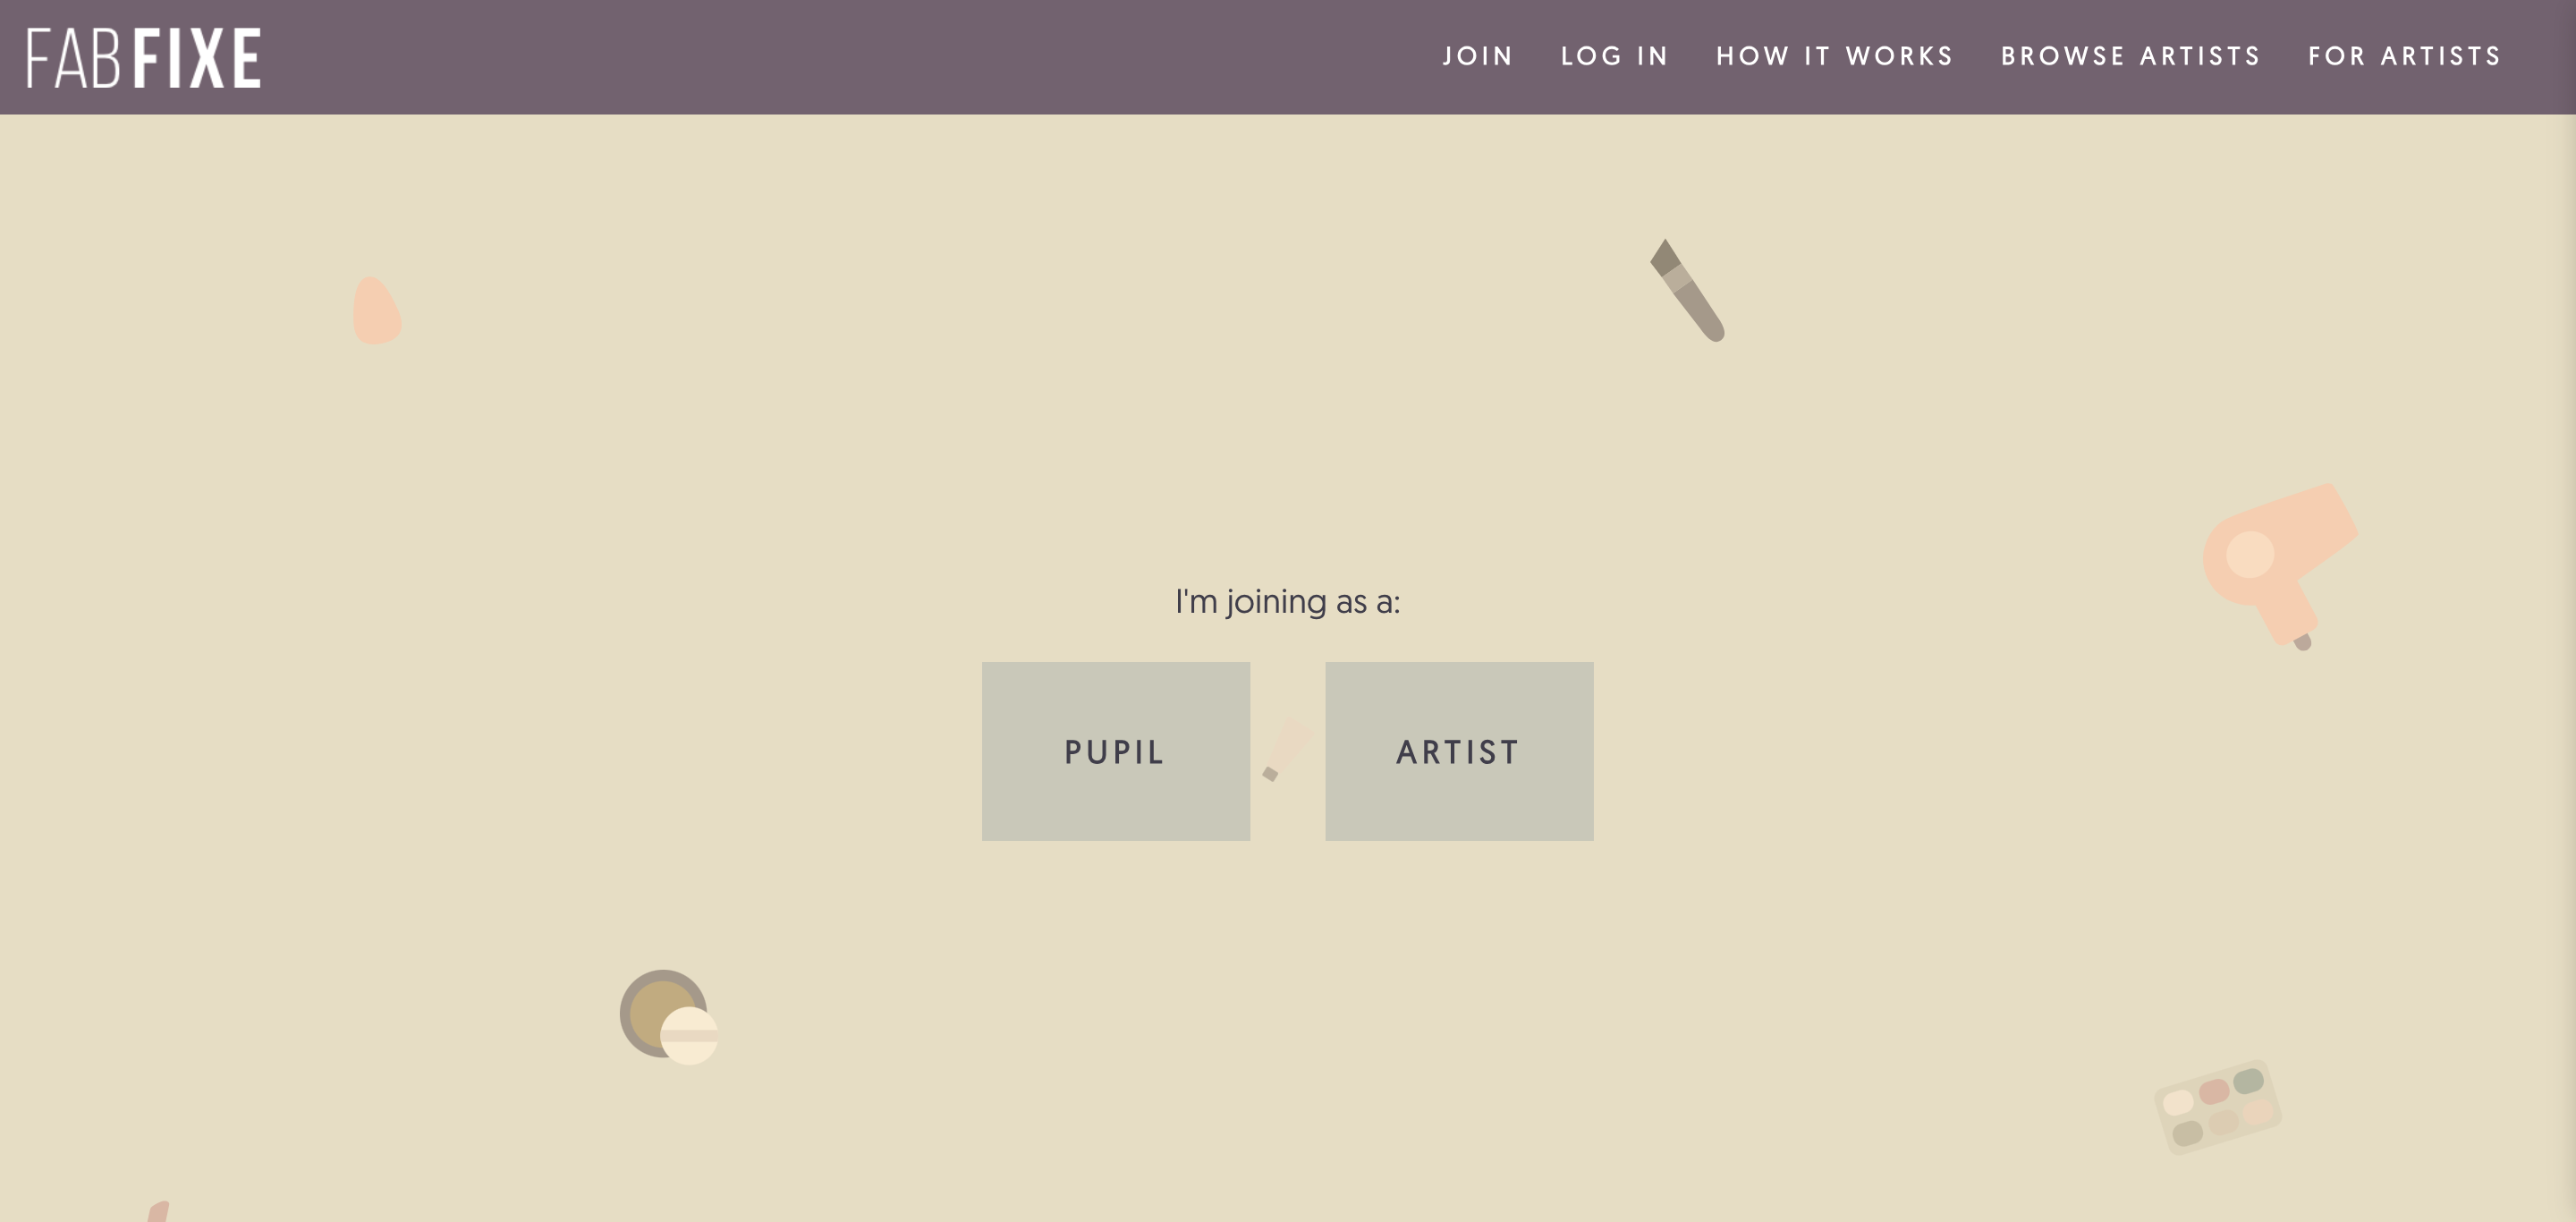 FABFIXE
JOIN LOG IN HOW IT WORKS BROWSE ARTISTS FOR ARTISTS
I'm joining as a:
PUPIL ARTIST